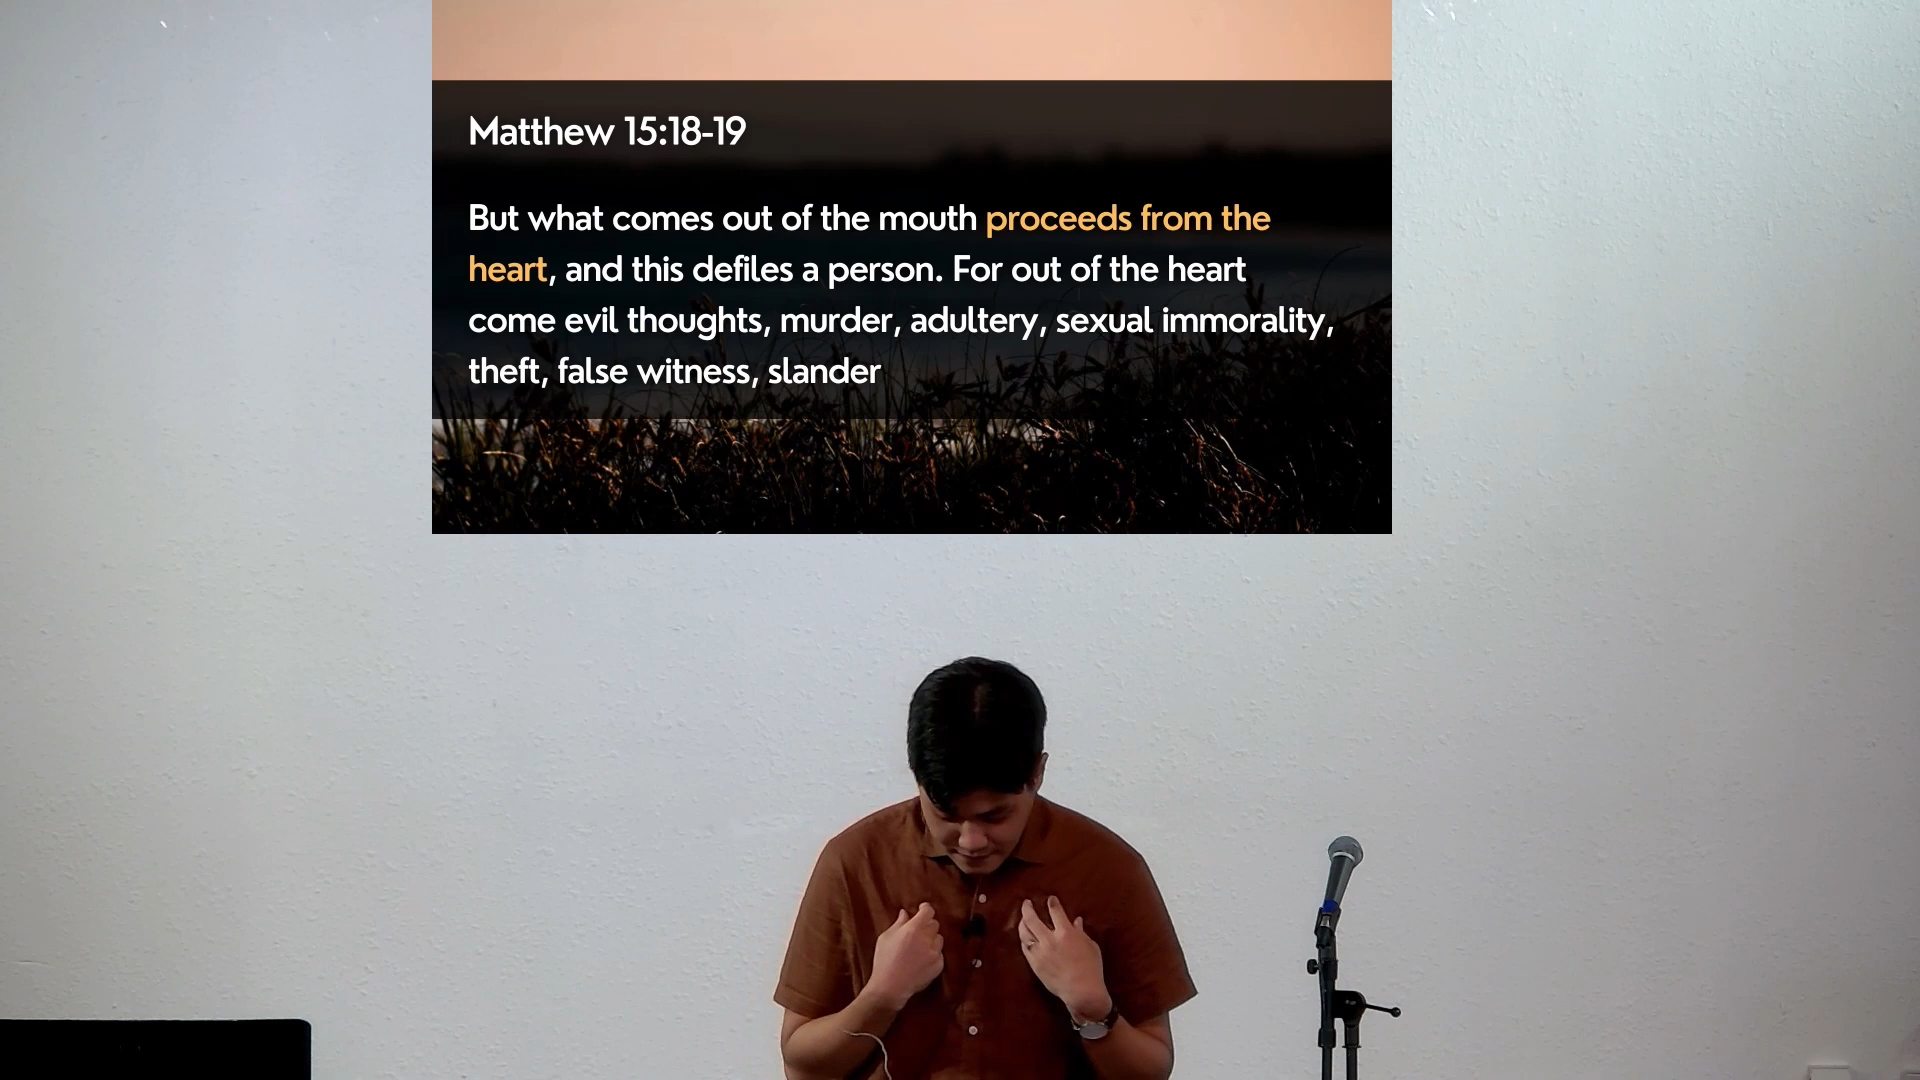 Matthew 15:18-19
But what comes out of the mouth proceeds from the
heart, and this defiles a person. For out of the heart
come evil thoughts, murder, adultery, sexual immorality,
theft, false witness, slander